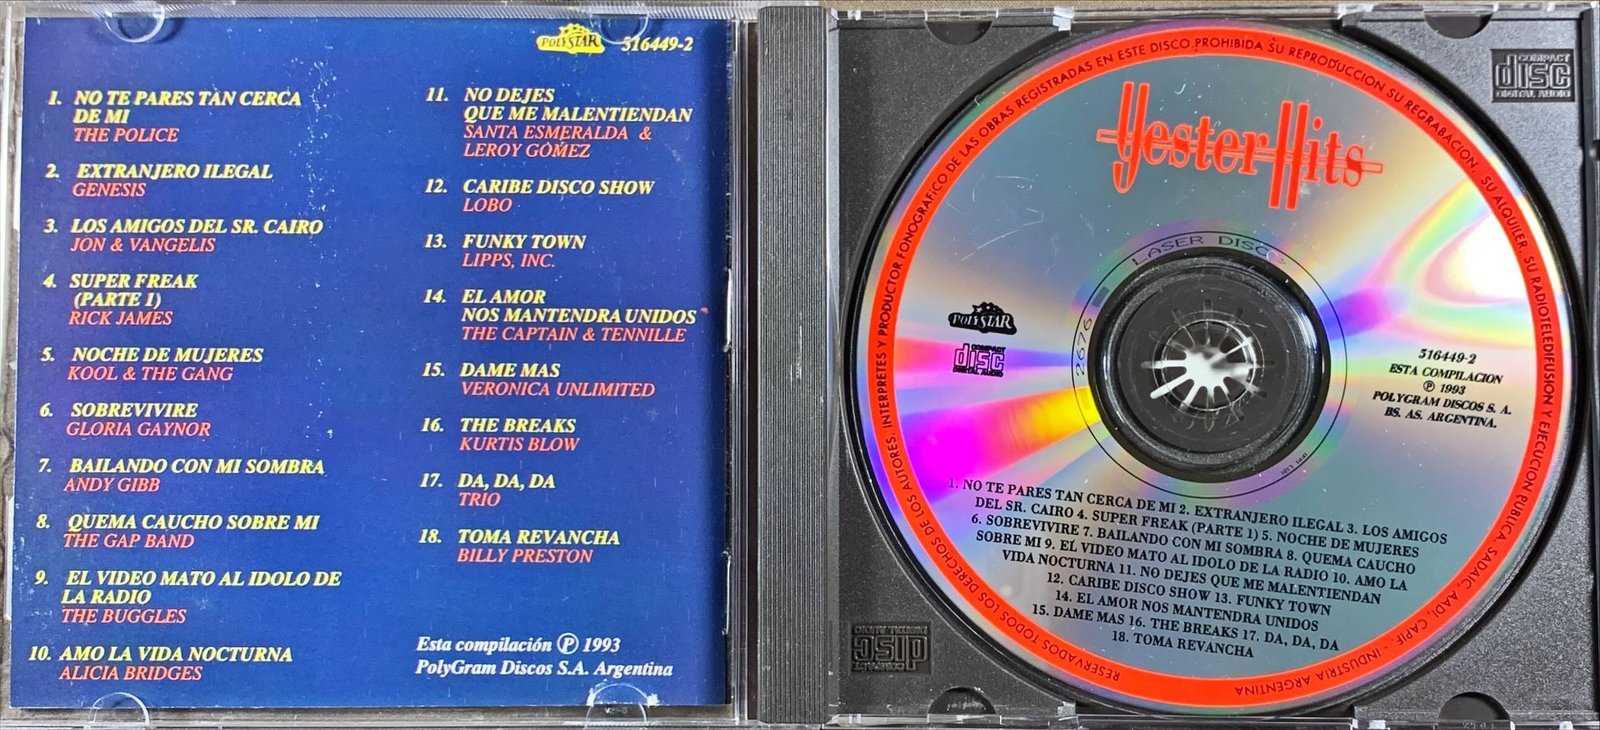 POLYSTAR 516449-2
1. NO TE PARES TAN CERCA
DE MI
THE POLICE
2. EXTRANJERO ILEGAL
GENESIS
3. LOS AMIGOS DEL SR. CAIRO
JON & VANGELIS
4. SUPER FREAK
(PARTE 1)
RICK JAMES
5. NOCHE DE MUJERES
KOOL & THE GANG
6. SOBREVIVIRE
GLORIA GAYNOR
7. BAILANDO CON MI SOMBRA
ANDY GIBB
8. QUEMA CAUCHO SOBRE MI
THE GAP BAND
9. EL VIDEO MATO AL IDOLO DE
LA RADIO
THE BUGGLES
10. AMO LA VIDA NOCTURNA
ALICIA BRIDGES
11. NO DEJES
QUE ME MALENTIENDAN
SANTA ESMERALDA &
LEROY GOMEZ
12. CARIBE DISCO SHOW
LOBO
13. FUNKY TOWN
LIPPS, INC.
14. EL AMOR
NOS MANTENDRA UNIDOS
THE CAPTAIN & TENNILLE
15. DAME MAS
VERONICA UNLIMITED
16. THE BREAKS
KURTIS BLOW
17. DA, DA, DA
TRIO
18. TOMA REVANCHA
BILLY PRESTON
Esta compilación Ⓟ 1993
PolyGram Discos S.A. Argentina
COMPACT
disc
DIGITAL AUDIO
RESERVADOS TODOS LOS DERECHOS DE LOS AUTORES, INTERPRETES Y PRODUCTOR FONOGRAFICO DE LAS OBRAS REGISTRADAS EN ESTE DISCO. PROHIBIDA SU REPRODUCCION SU REGRABACION, SU ALQUILER, SU RADIOTELEDIFUSION Y EJECUCION PUBLICA. SADAIC, AADI, CAPIF. - INDUSTRIA ARGENTINA
YesterHits
LASER DISC
2676
POLYSTAR
COMPACT
disc
DIGITAL AUDIO
516449-2
ESTA COMPILACION
Ⓟ 1993
POLYGRAM DISCOS S. A.
BS. AS. ARGENTINA.
1. NO TE PARES TAN CERCA DE MI 2. EXTRANJERO ILEGAL 3. LOS AMIGOS
DEL SR. CAIRO 4. SUPER FREAK (PARTE 1) 5. NOCHE DE MUJERES
6. SOBREVIVIRE 7. BAILANDO CON MI SOMBRA 8. QUEMA CAUCHO
SOBRE MI 9. EL VIDEO MATO AL IDOLO DE LA RADIO 10. AMO LA
VIDA NOCTURNA 11. NO DEJES QUE ME MALENTIENDAN
12. CARIBE DISCO SHOW 13. FUNKY TOWN
14. EL AMOR NOS MANTENDRA UNIDOS
15. DAME MAS 16. THE BREAKS 17. DA, DA, DA
18. TOMA REVANCHA
COMPACT
disc
DIGITAL AUDIO